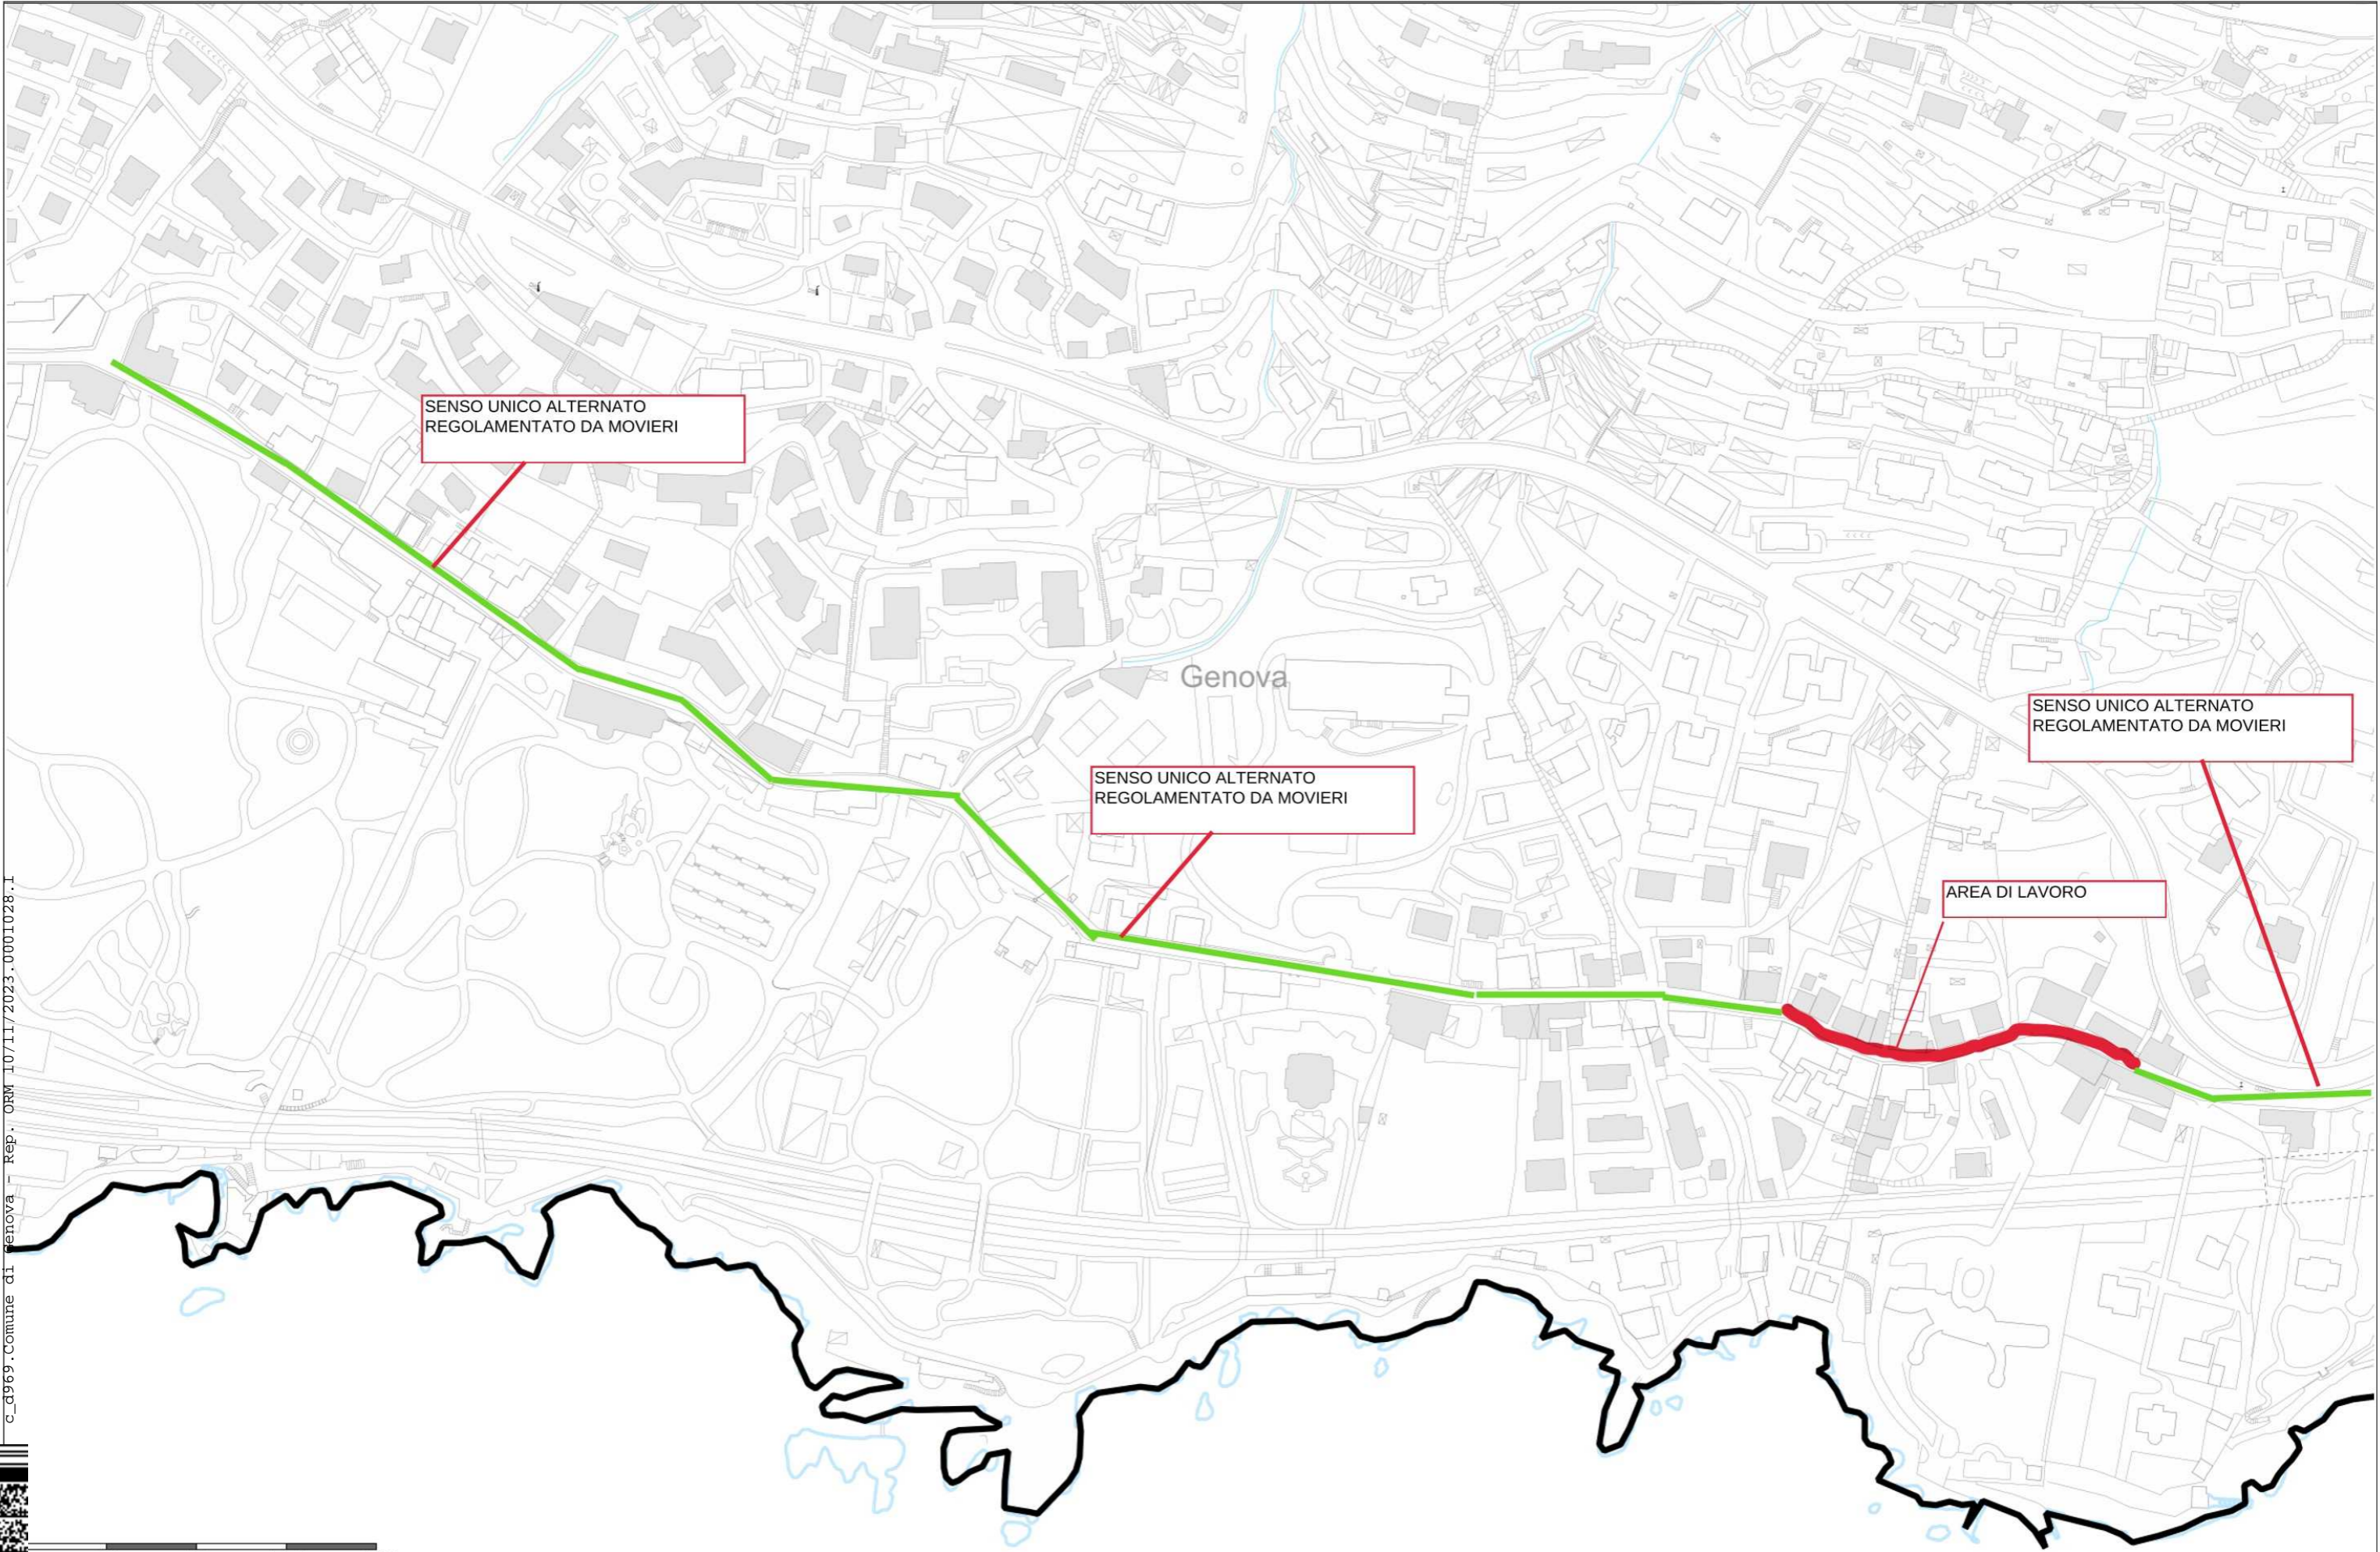 SENSO UNICO ALTERNATO
REGOLAMENTATO DA MOVIERI
Genova
SENSO UNICO ALTERNATO
REGOLAMENTATO DA MOVIERI
SENSO UNICO ALTERNATO
REGOLAMENTATO DA MOVIERI
AREA DI LAVORO
c_d969.Comune di Genova - Rep. ORM 10/11/2023.0001028.I